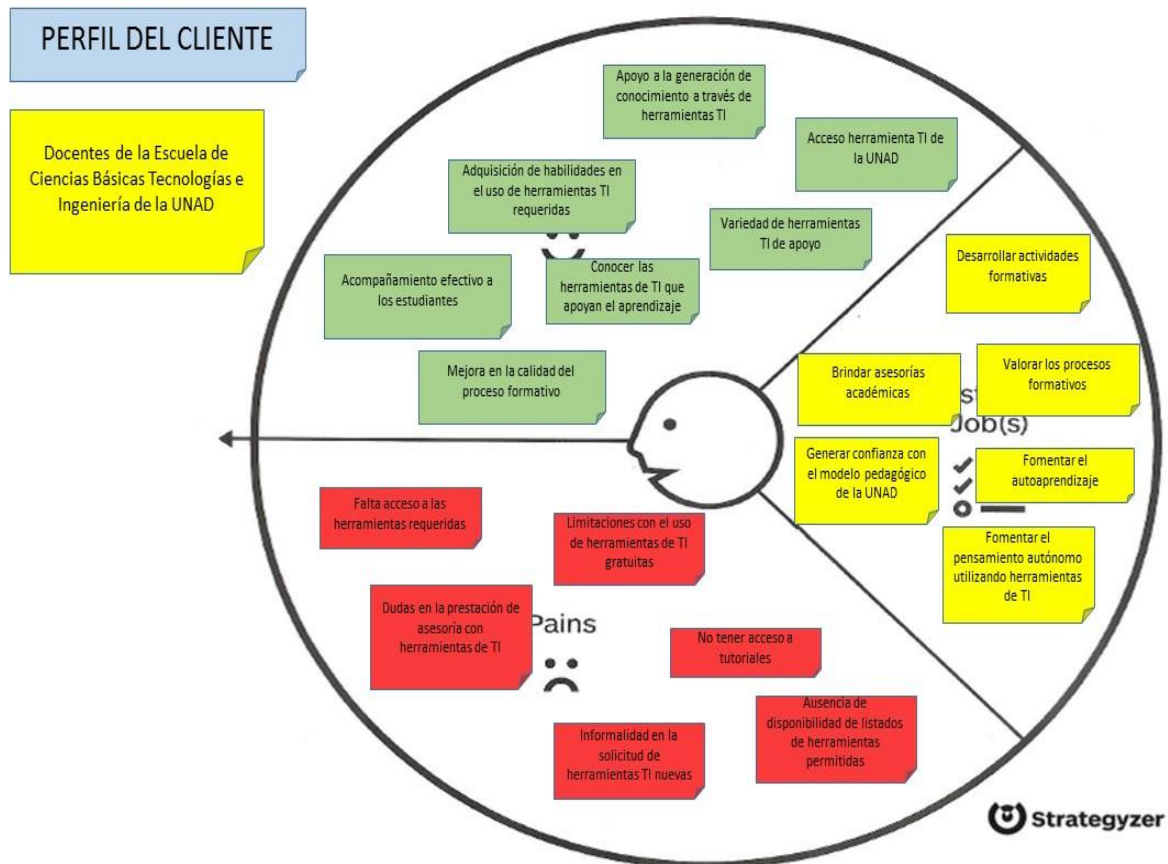 PERFIL DEL CLIENTE
Docentes de la Escuela de
Ciencias Básicas Tecnologías e
Ingeniería de la UNAD
Apoyo a la generación de
conocimiento a través de
herramientas TI
Acceso herramienta TI de
la UNAD
Adquisición de habilidades en
el uso de herramientas TI
requeridas
Variedad de herramientas
TI de apoyo
Acompañamiento efectivo a
los estudiantes
Conocer las
herramientas de TI que
apoyan el aprendizaje
Mejora en la calidad del
proceso formativo
Desarrollar actividades
formativas
Brindar asesorías
académicas
Valorar los procesos
formativos
Job(s)
Generar confianza con
el modelo pedagógico
de la UNAD
Fomentar el
autoaprendizaje
Fomentar el
pensamiento autónomo
utilizando herramientas
de TI
Falta acceso a las
herramientas requeridas
Limitaciones con el uso
de herramientas de TI
gratuitas
Dudas en la prestación de
asesoría con
herramientas de TI
Pains
No tener acceso a
tutoriales
Informalidad en la
solicitud de
herramientas TI nuevas
Ausencia de
disponibilidad de listados
de herramientas
permitidas
Strategyzer